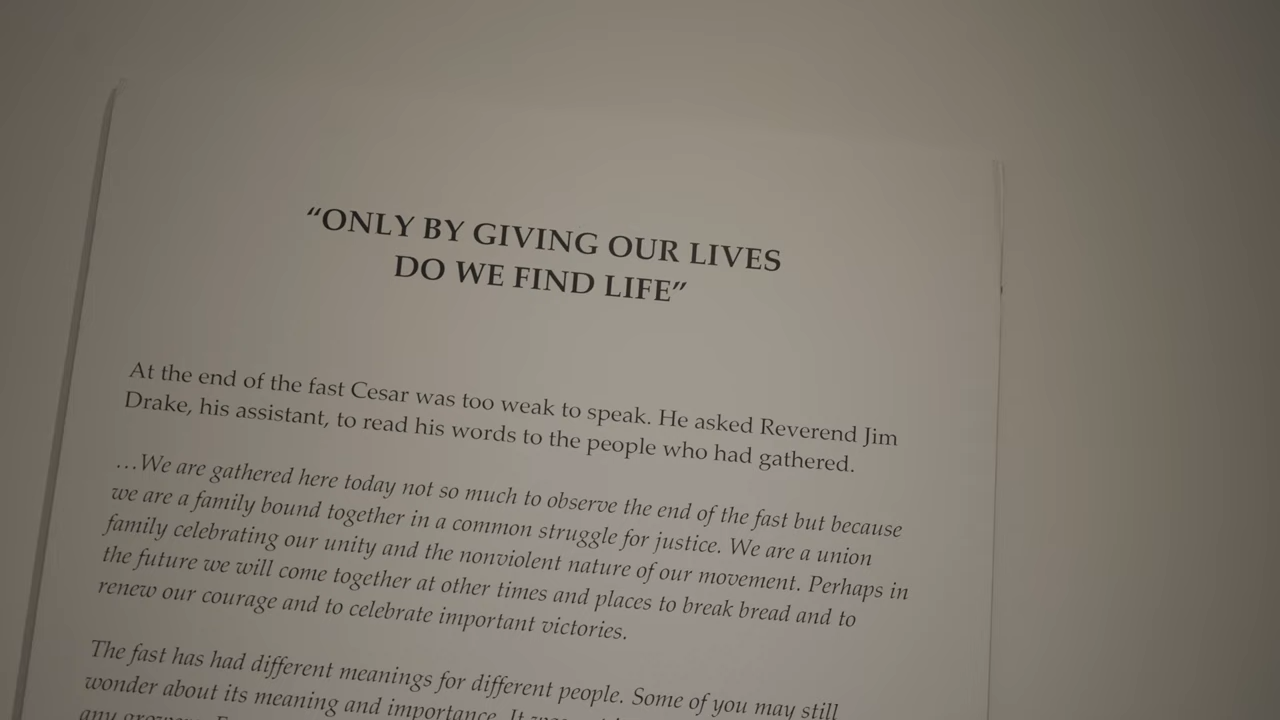 “ONLY BY GIVING OUR LIVES
DO WE FIND LIFE”
At the end of the fast Cesar was too weak to speak. He asked Reverend Jim
Drake, his assistant, to read his words to the people who had gathered.
…We are gathered here today not so much to observe the end of the fast but because
we are a family bound together in a common struggle for justice. We are a union
family celebrating our unity and the nonviolent nature of our movement. Perhaps in
the future we will come together at other times and places to break bread and to
renew our courage and to celebrate important victories.
The fast has had different meanings for different people. Some of you may still
wonder about its meaning and importance. It
any